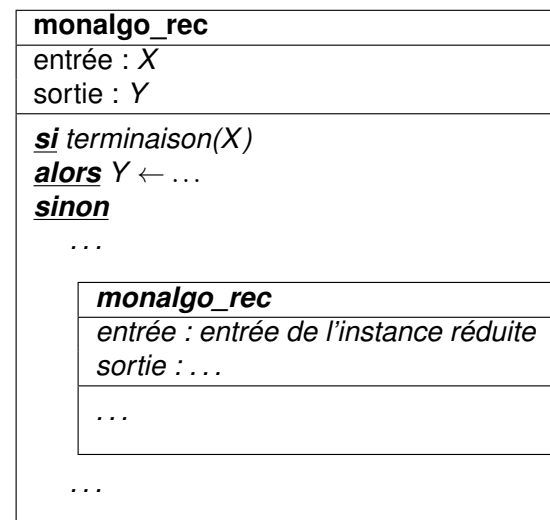 monalgo_rec
entrée : X
sortie : Y
si terminaison(X)
alors Y ← ...
sinon
...
monalgo_rec
entrée : entrée de l'instance réduite
sortie : ...
...
...